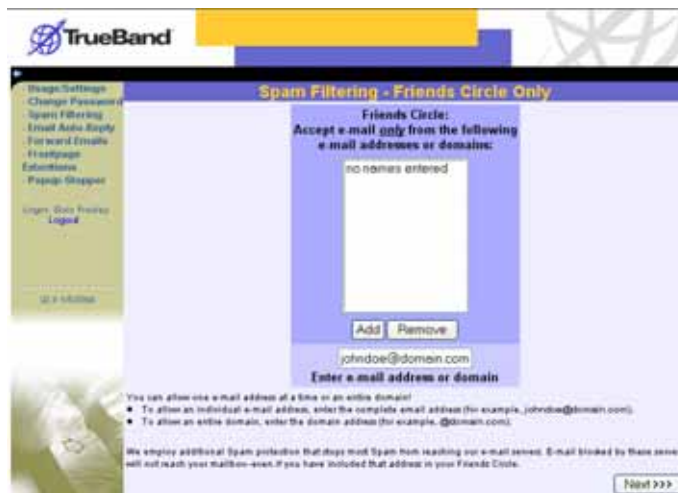 TrueBand
Usage/Settings
Change Password
Spam Filtering
Email Auto Reply
Forward Emails
Frontpage
Extentions
Popup Stopper
Logout
Spam Filtering - Friends Circle Only
Friends Circle:
Accept e-mail only from the following
e-mail addresses or domains:
no names entered
Add Remove
johndoe@domain.com
Enter e-mail address or domain
You can allow one e-mail address at a time or an entire domain!
To allow an individual e-mail address, enter the complete email address (for example, johndoe@domain.com).
To allow an entire domain, enter the domain address (for example, @domain.com).
We employ additional Spam protection that stops most Spam from reaching our e-mail servers. E-mail blocked by these
will not reach your mailbox-even if you have included that address in your Friends Circle.
Next >>>